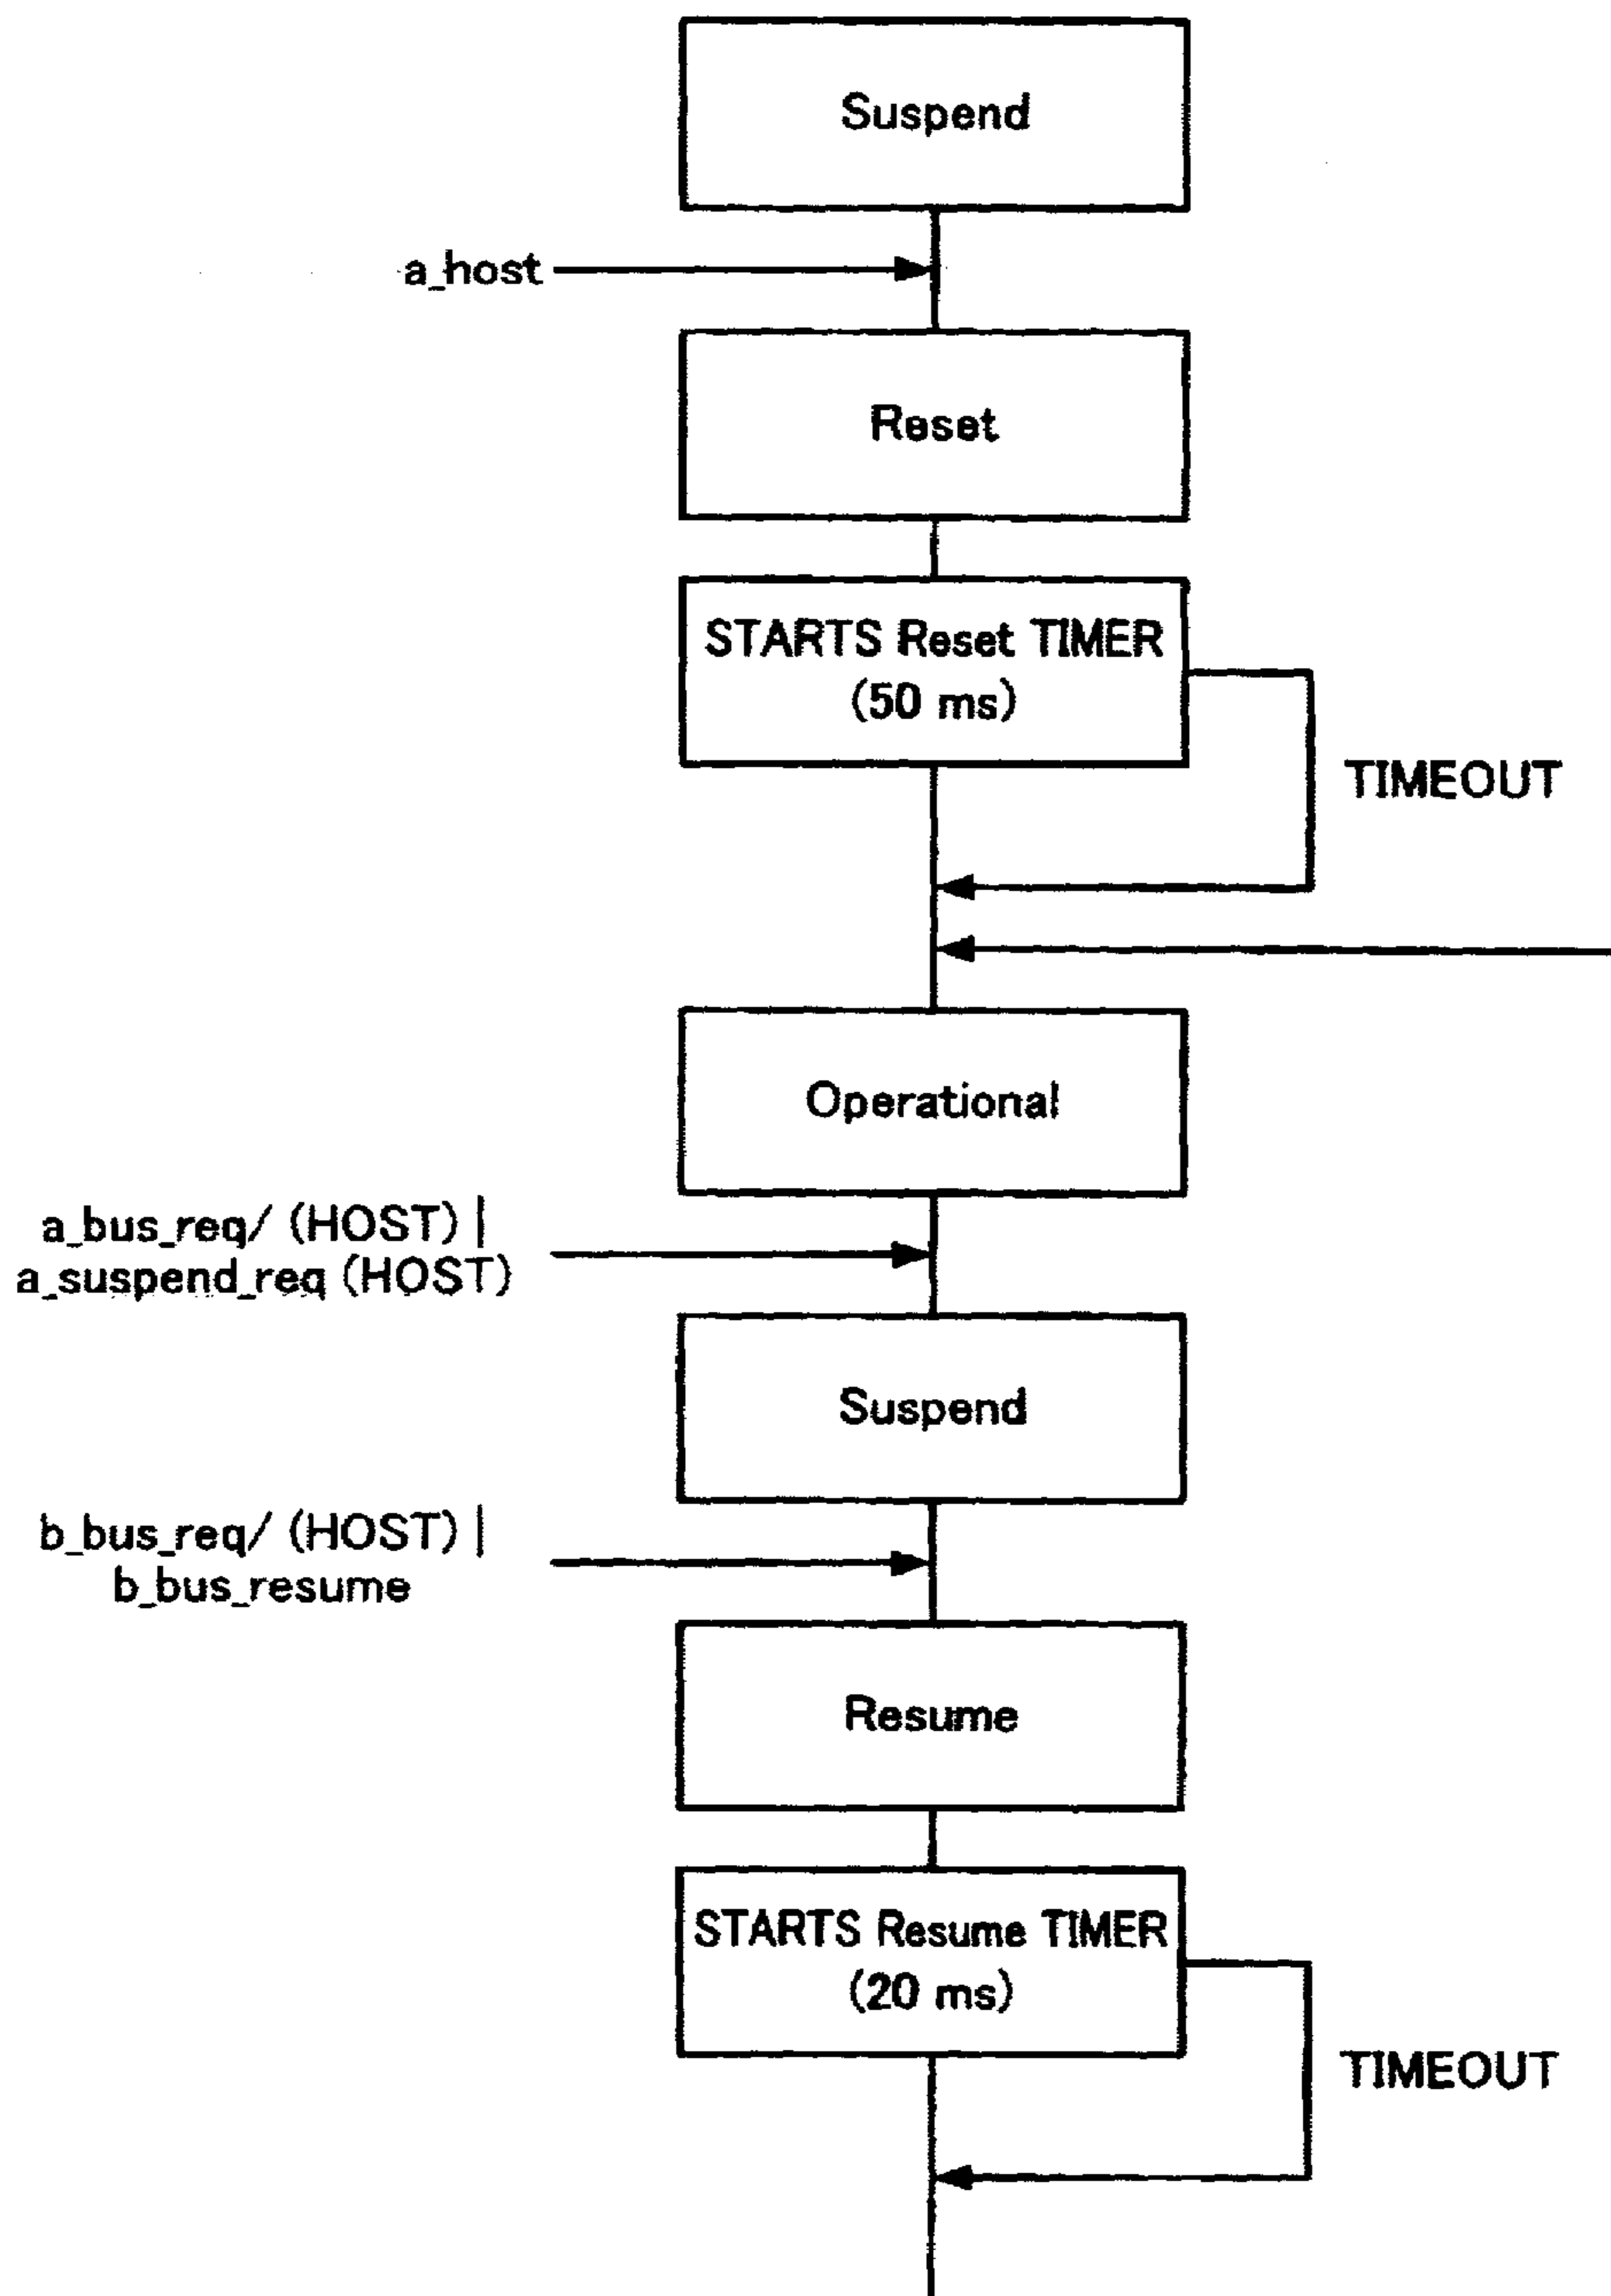 Suspend
a_host
Reset
STARTS Reset TIMER
(50 ms)
TIMEOUT
Operational
a_bus_req/ (HOST) |
a_suspend_req (HOST)
Suspend
b_bus_req/ (HOST) |
b_bus_resume
Resume
STARTS Resume TIMER
(20 ms)
TIMEOUT